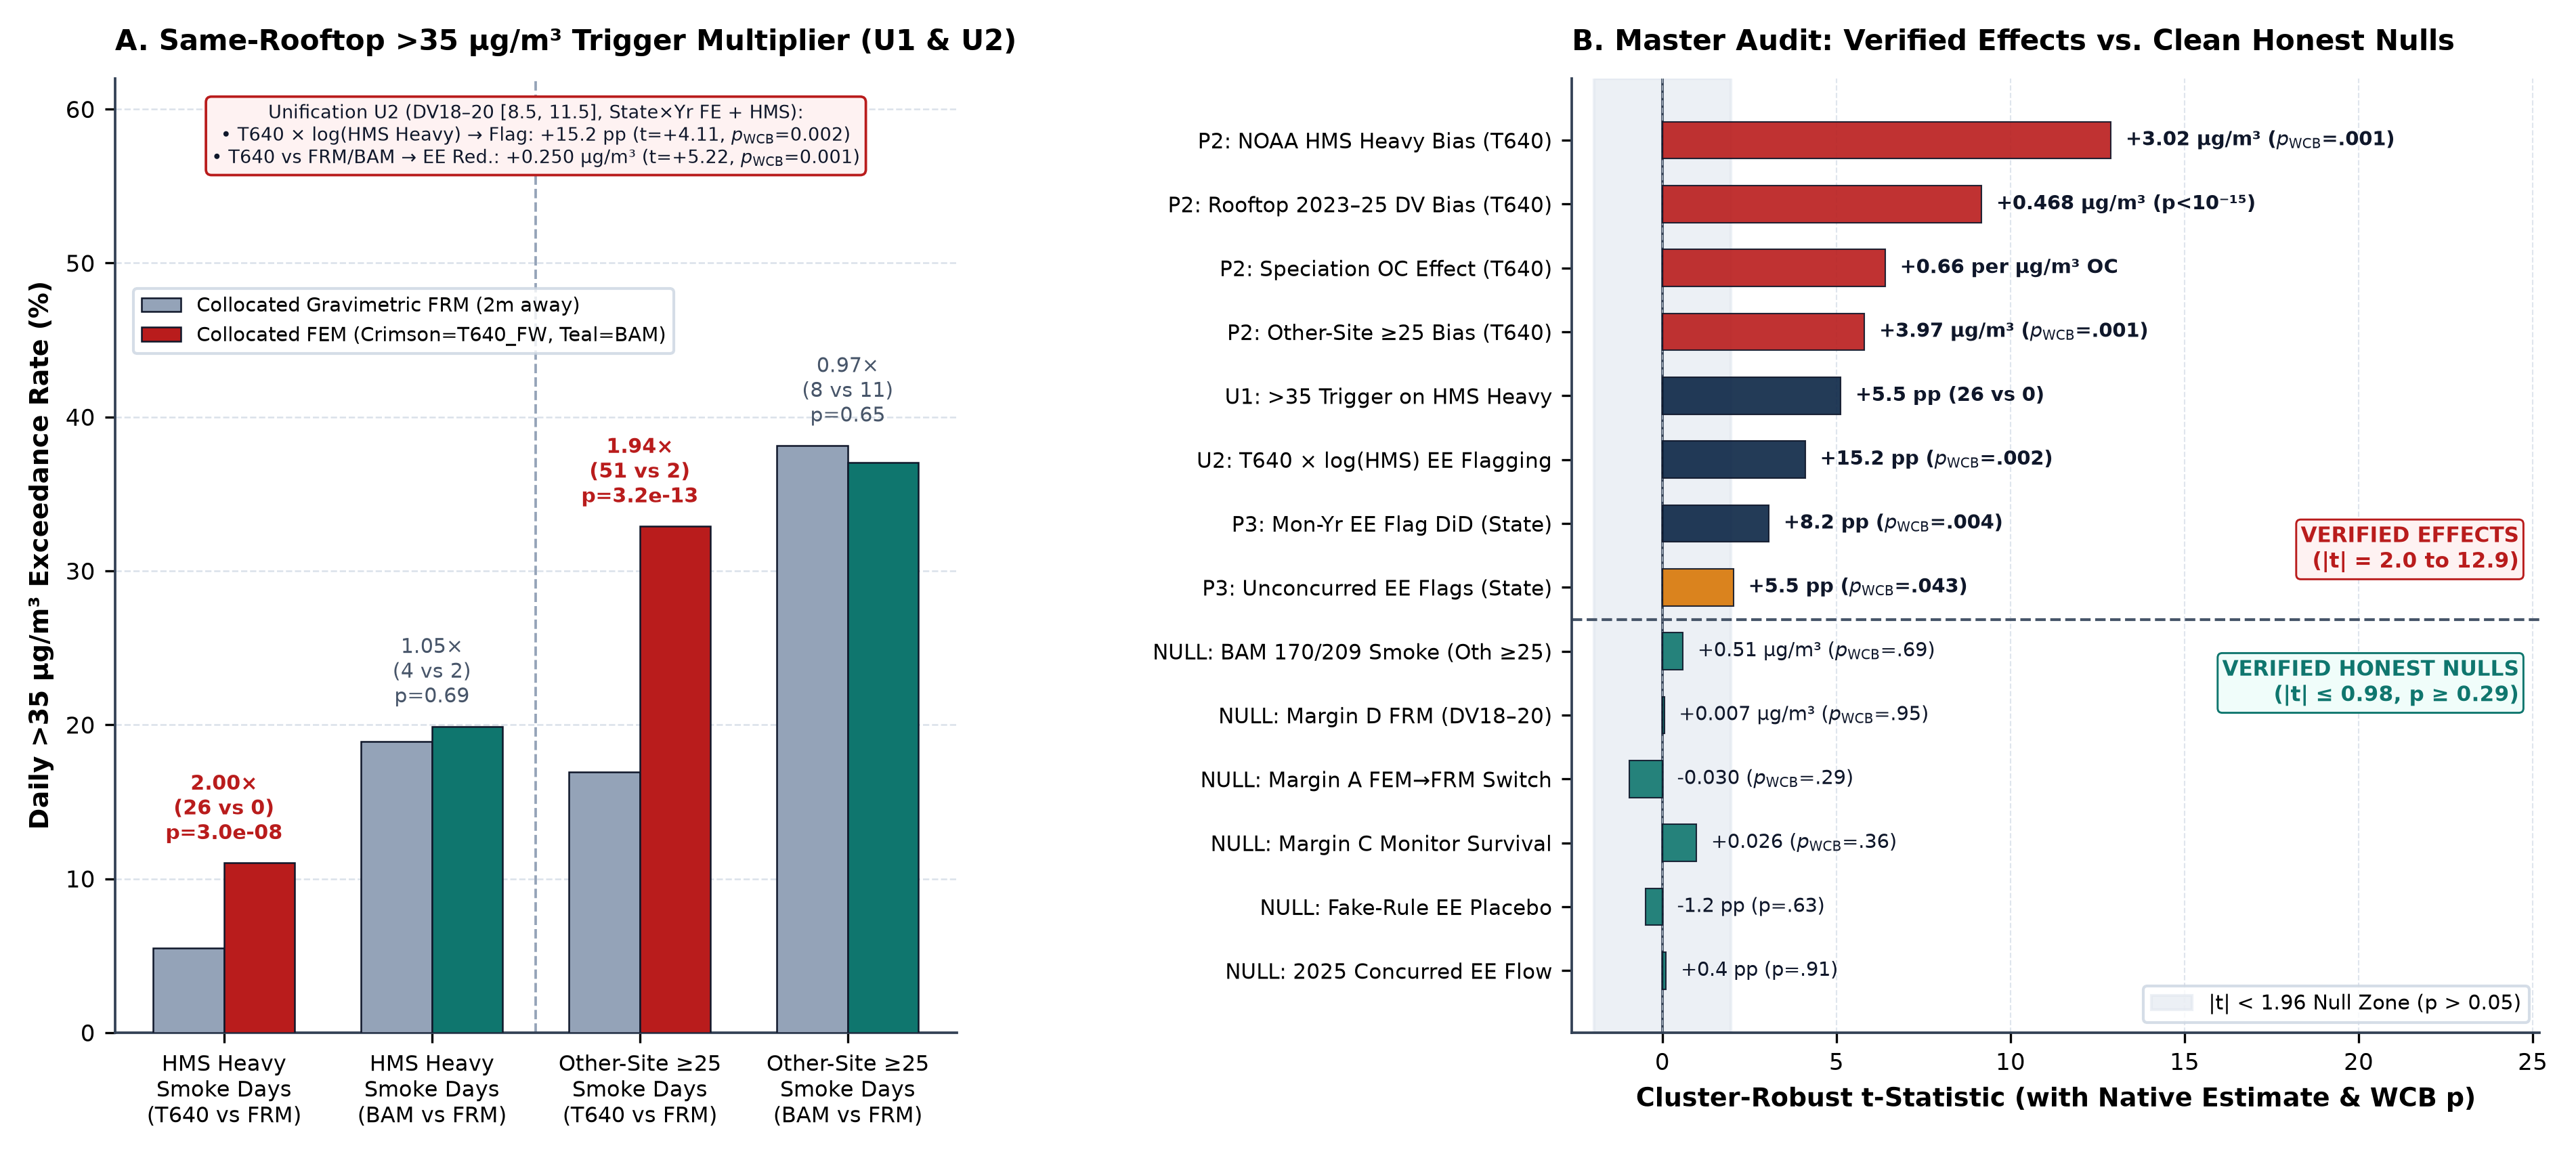 A. Same-Rooftop >35 µg/m³ Trigger Multiplier (U1 & U2)
Daily >35 µg/m³ Exceedance Rate (%)
60
50
40
30
20
10
0
Unification U2 (DV18–20 [8.5, 11.5], State×Yr FE + HMS):
• T640 × log(HMS Heavy) → Flag: +15.2 pp (t=+4.11, pWCB=0.002)
• T640 vs FRM/BAM → EE Red.: +0.250 µg/m³ (t=+5.22, pWCB=0.001)
Collocated Gravimetric FRM (2m away)
Collocated FEM (Crimson=T640_FW, Teal=BAM)
2.00×
(26 vs 0)
p=3.0e-08
1.05×
(4 vs 2)
p=0.69
1.94×
(51 vs 2)
p=3.2e-13
0.97×
(8 vs 11)
p=0.65
HMS Heavy
Smoke Days
(T640 vs FRM)
HMS Heavy
Smoke Days
(BAM vs FRM)
Other-Site ≥25
Smoke Days
(T640 vs FRM)
Other-Site ≥25
Smoke Days
(BAM vs FRM)
B. Master Audit: Verified Effects vs. Clean Honest Nulls
P2: NOAA HMS Heavy Bias (T640)
+3.02 µg/m³ (pWCB=.001)
P2: Rooftop 2023–25 DV Bias (T640)
+0.468 µg/m³ (p<10⁻¹⁵)
P2: Speciation OC Effect (T640)
+0.66 per µg/m³ OC
P2: Other-Site ≥25 Bias (T640)
+3.97 µg/m³ (pWCB=.001)
U1: >35 Trigger on HMS Heavy
+5.5 pp (26 vs 0)
U2: T640 × log(HMS) EE Flagging
+15.2 pp (pWCB=.002)
P3: Mon-Yr EE Flag DiD (State)
+8.2 pp (pWCB=.004)
P3: Unconcurred EE Flags (State)
+5.5 pp (pWCB=.043)
VERIFIED EFFECTS
(|t| = 2.0 to 12.9)
NULL: BAM 170/209 Smoke (Oth ≥25)
+0.51 µg/m³ (pWCB=.69)
NULL: Margin D FRM (DV18–20)
+0.007 µg/m³ (pWCB=.95)
NULL: Margin A FEM→FRM Switch
-0.030 (pWCB=.29)
NULL: Margin C Monitor Survival
+0.026 (pWCB=.36)
NULL: Fake-Rule EE Placebo
-1.2 pp (p=.63)
NULL: 2025 Concurred EE Flow
+0.4 pp (p=.91)
VERIFIED HONEST NULLS
(|t| ≤ 0.98, p ≥ 0.29)
|t| < 1.96 Null Zone (p > 0.05)
0 5 10 15 20 25
Cluster-Robust t-Statistic (with Native Estimate & WCB p)